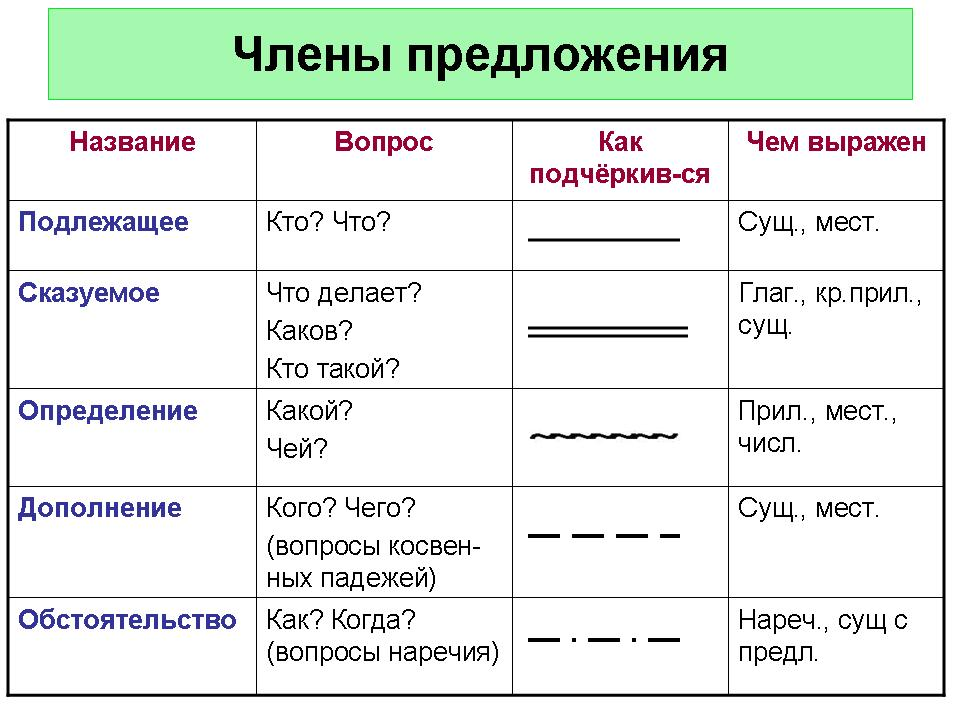 Члены предложения
Название
Вопрос
Как
подчёркив-ся
Чем выражен
Подлежащее
Кто? Что?
Сущ., мест.
Сказуемое
Что делает?
Каков?
Кто такой?
Глаг., кр.прил.,
сущ.
Определение
Какой?
Чей?
Прил., мест.,
числ.
Дополнение
Кого? Чего?
(вопросы косвен-
ных падежей)
Сущ., мест.
Обстоятельство
Как? Когда?
(вопросы наречия)
Нареч., сущ с
предл.